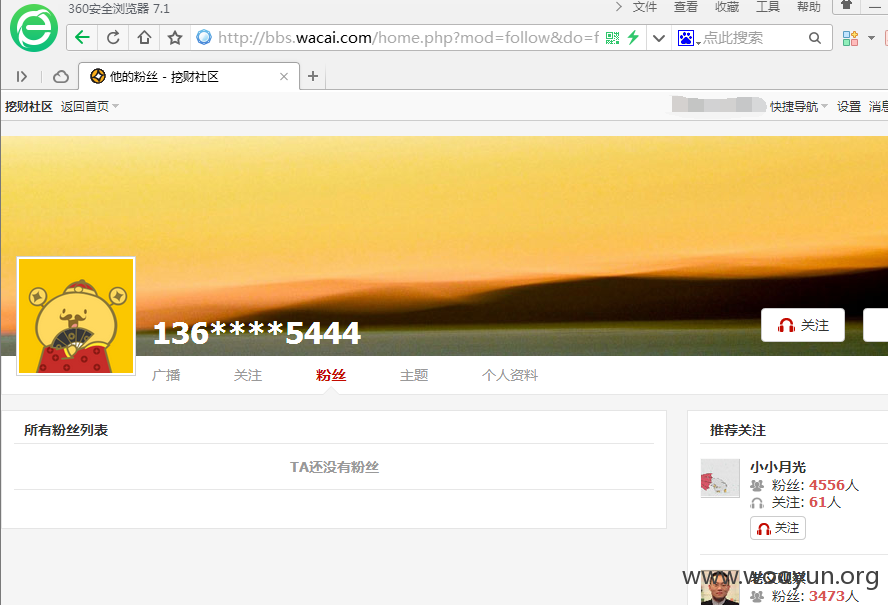 360安全浏览器 7.1
文件 查看 收藏 工具 帮助
http://bbs.wacai.com/home.php?mod=follow&do=f
点此搜索
他的粉丝 - 挖财社区
挖财社区 返回首页
快捷导航 设置 消息
136****5444
关注
广播 关注 粉丝 主题 个人资料
所有粉丝列表
TA还没有粉丝
推荐关注
小小月光
粉丝: 4556人
关注: 61人
关注
www.wooyun.org
粉丝: 3473人